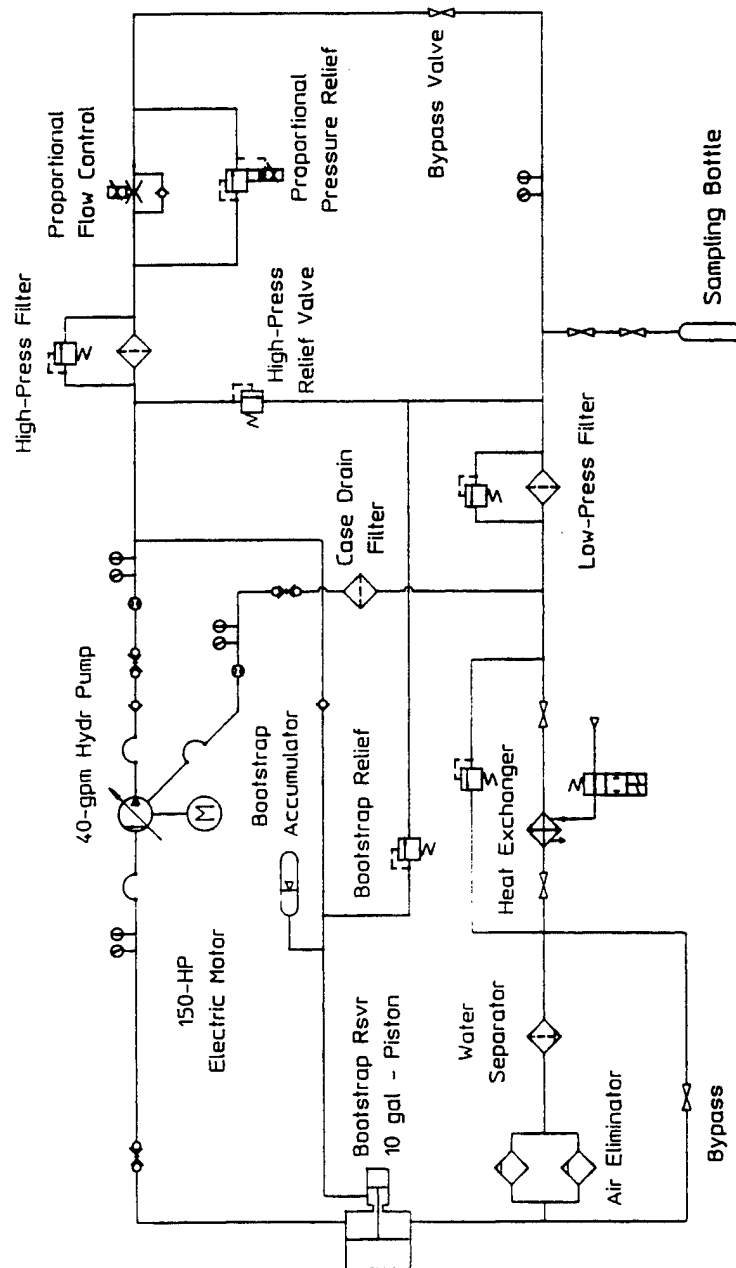 High-Press Filter
Proportional
Flow Control
Proportional
Pressure Relief
Bypass Valve
High-Press
Relief Valve
40-gpm Hydr Pump
M
150-HP
Electric Motor
Case Drain
Filter
Bootstrap
Accumulator
Bootstrap Relief
Bootstrap Rsvr
10 gal - Piston
Low-Press Filter
Sampling Bottle
Heat Exchanger
Water
Separator
Air Eliminator
Bypass